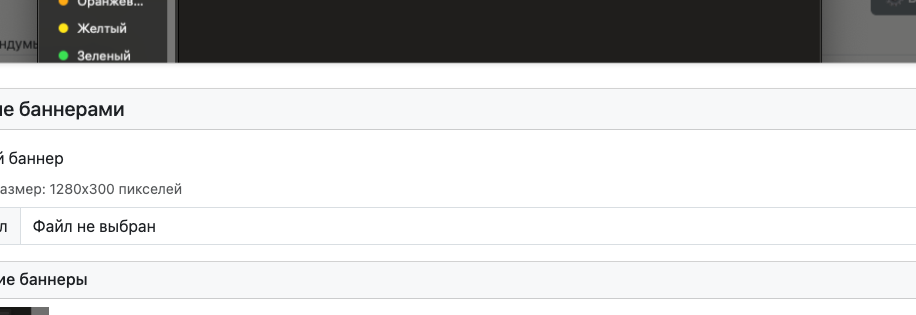 Оранжев...
Желтый
ндумы
Зеленый
ие баннерами
й баннер
азмер: 1280x300 пикселей
л Файл не выбран
ие баннеры